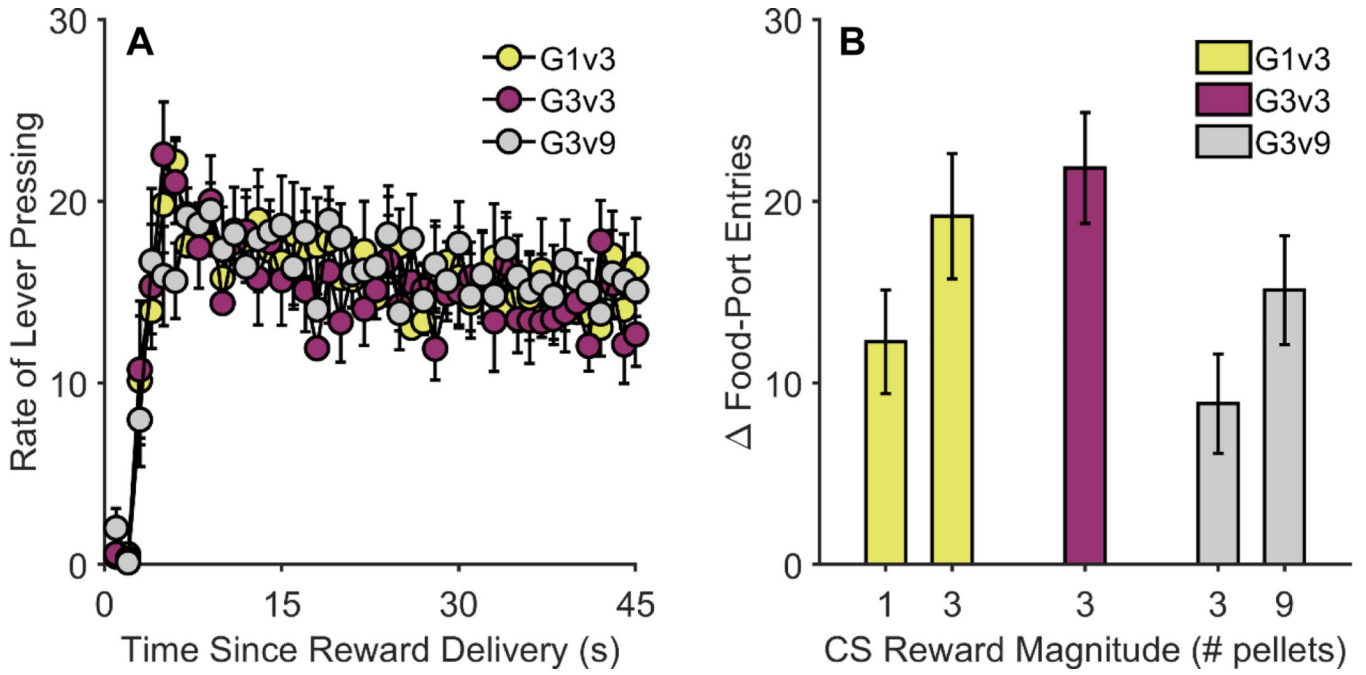 A
G1v3
G3v3
G3v9
Rate of Lever Pressing
30
20
10
0
0 15 30 45
Time Since Reward Delivery (s)
B
G1v3
G3v3
G3v9
Δ Food-Port Entries
30
20
10
0
1 3 3 3 9
CS Reward Magnitude (# pellets)